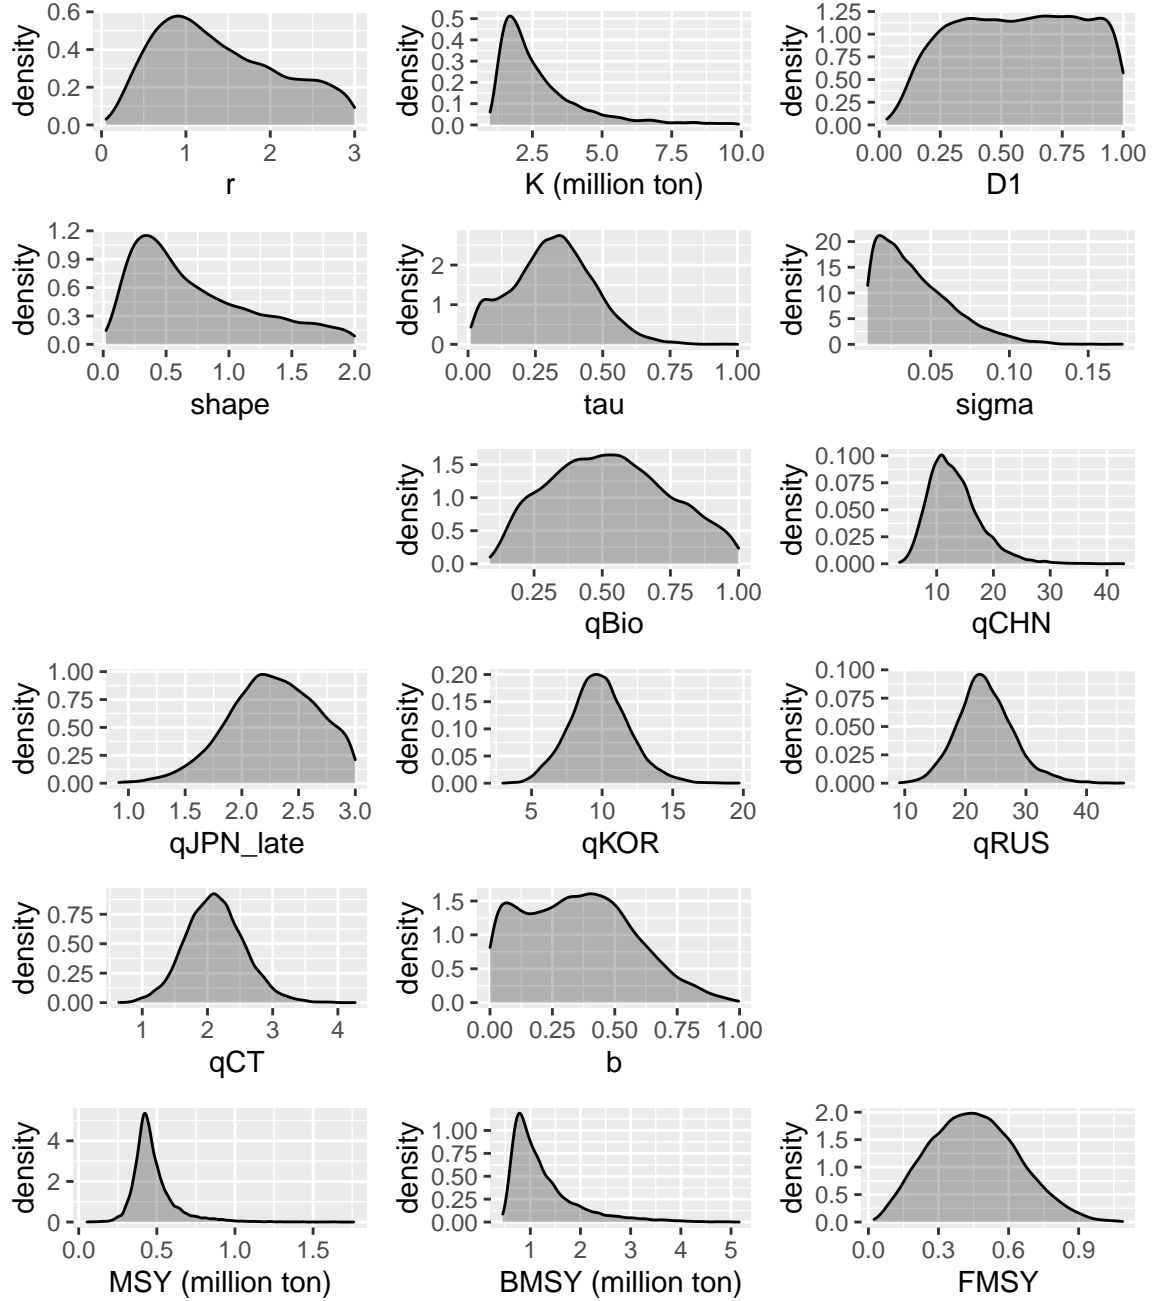 density
0.6
0.4
0.2
0.0
0 1 2 3
r
density
0.5
0.4
0.3
0.2
0.1
0.0
2.5 5.0 7.5 10.0
K (million ton)
density
1.25
1.00
0.75
0.50
0.25
0.00
0.00 0.25 0.50 0.75 1.00
D1
density
1.2
0.9
0.6
0.3
0.0
0.0 0.5 1.0 1.5 2.0
shape
density
2
1
0
0.00 0.25 0.50 0.75 1.00
tau
density
20
15
10
5
0
0.05 0.10 0.15
sigma
density
1.5
1.0
0.5
0.0
0.25 0.50 0.75 1.00
qBio
density
0.100
0.075
0.050
0.025
0.000
10 20 30 40
qCHN
density
1.00
0.75
0.50
0.25
0.00
1.0 1.5 2.0 2.5 3.0
qJPN_late
density
0.20
0.15
0.10
0.05
0.00
5 10 15 20
qKOR
density
0.100
0.075
0.050
0.025
0.000
10 20 30 40
qRUS
density
0.75
0.50
0.25
0.00
1 2 3 4
qCT
density
1.5
1.0
0.5
0.0
0.00 0.25 0.50 0.75 1.00
b
density
4
2
0
0.0 0.5 1.0 1.5
MSY (million ton)
density
1.00
0.75
0.50
0.25
0.00
1 2 3 4 5
BMSY (million ton)
density
2.0
1.5
1.0
0.5
0.0
0.0 0.3 0.6 0.9
FMSY